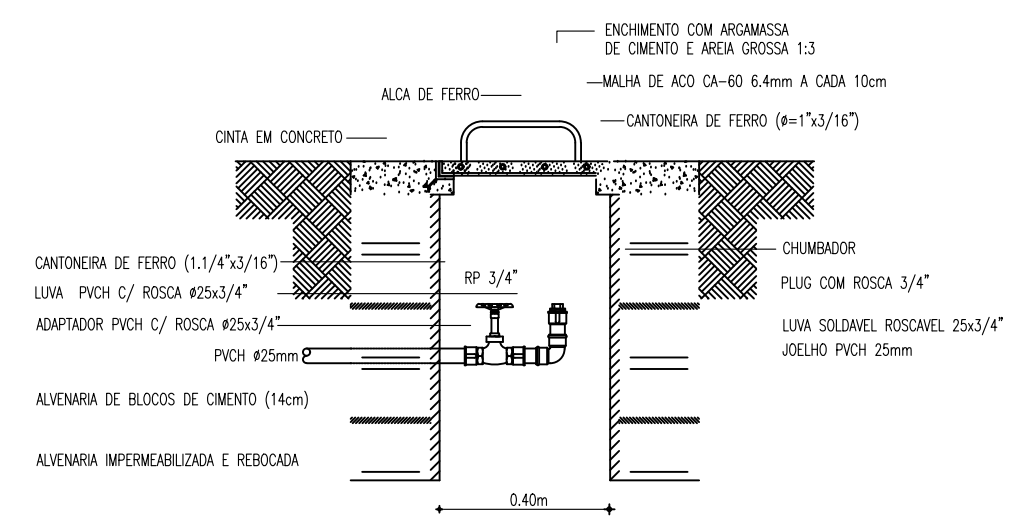 ENCHIMENTO COM ARGAMASSA
DE CIMENTO E AREIA GROSSA 1:3
MALHA DE ACO CA-60 6.4mm A CADA 10cm
ALCA DE FERRO
CANTONEIRA DE FERRO (ø=1"x3/16")
CINTA EM CONCRETO
CHUMBADOR
CANTONEIRA DE FERRO (1.1/4"x3/16")
RP 3/4"
PLUG COM ROSCA 3/4"
LUVA PVCH C/ ROSCA ø25x3/4"
ADAPTADOR PVCH C/ ROSCA ø25x3/4"
LUVA SOLDAVEL ROSCAVEL 25x3/4"
JOELHO PVCH 25mm
PVCH ø25mm
ALVENARIA DE BLOCOS DE CIMENTO (14cm)
ALVENARIA IMPERMEABILIZADA E REBOCADA
0.40m